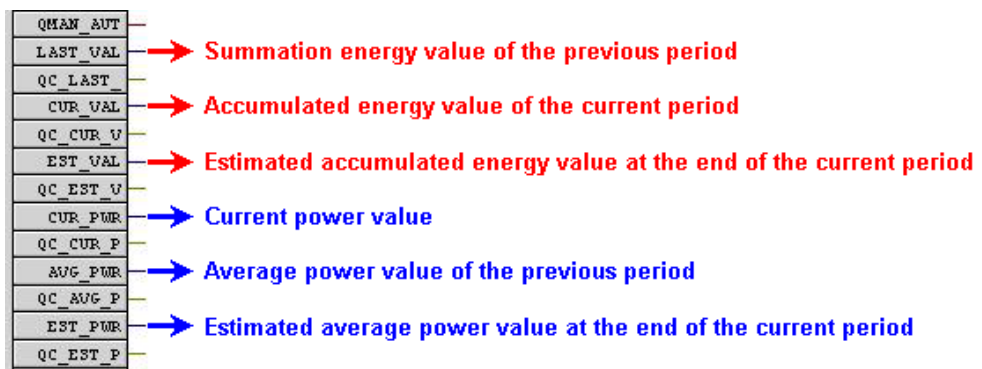 QMAN_AUT
LAST_VAL Summation energy value of the previous period
QC_LAST_
CUR_VAL Accumulated energy value of the current period
QC_CUR_V
EST_VAL Estimated accumulated energy value at the end of the current period
QC_EST_V
CUR_PWR Current power value
QC_CUR_P
AVG_PWR Average power value of the previous period
QC_AVG_P
EST_PWR Estimated average power value at the end of the current period
QC_EST_P